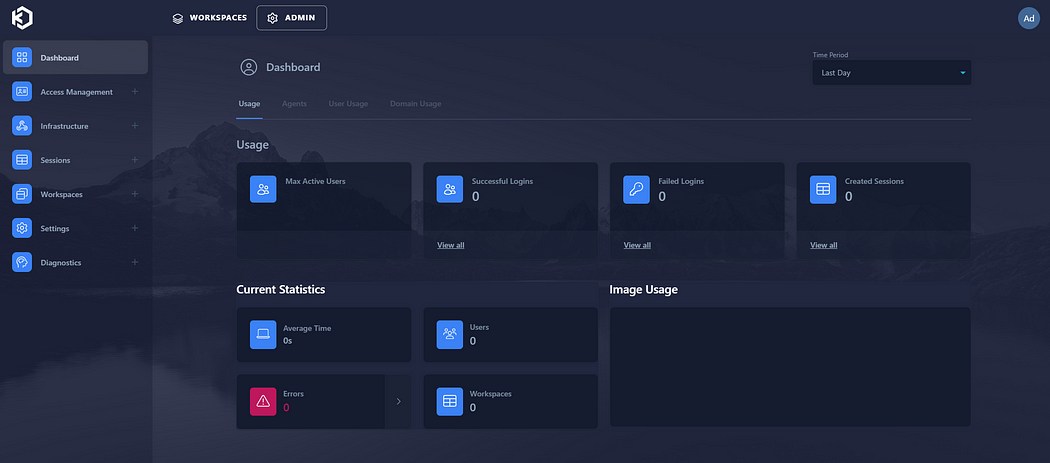 WORKSPACES
ADMIN
Ad
Dashboard
Access Management
Infrastructure
Sessions
Workspaces
Settings
Diagnostics
Dashboard
Time Period
Last Day
Usage Agents User Usage Domain Usage
Usage
Max Active Users
Successful Logins
0
View all
Failed Logins
0
View all
Created Sessions
0
View all
Current Statistics
Average Time
0s
Users
0
Errors
0
Workspaces
0
Image Usage